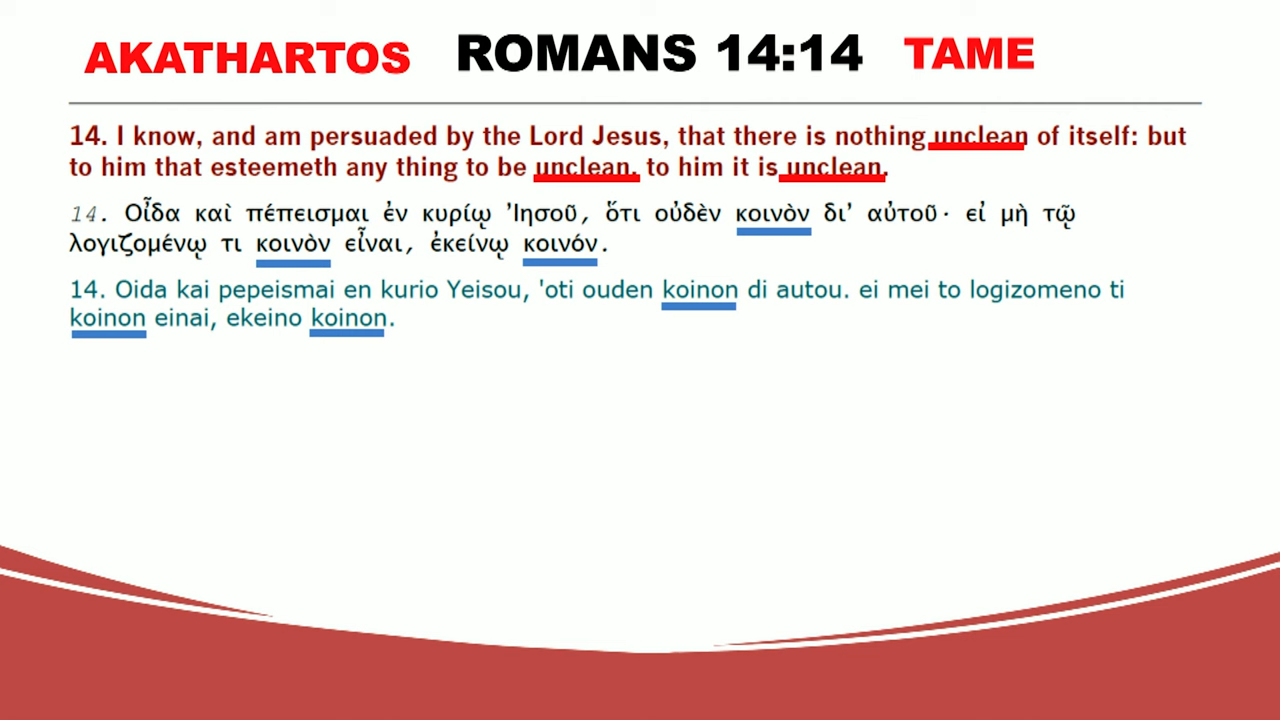 AKATHARTOS ROMANS 14:14 TAME
14. I know, and am persuaded by the Lord Jesus, that there is nothing unclean of itself: but
to him that esteemeth any thing to be unclean, to him it is unclean.
14. Οἶδα καὶ πέπεισμαι ἐν κυρίῳ Ἰησοῦ, ὅτι οὐδὲν κοινὸν δι’ αὐτοῦ· εἰ μὴ τῷ
λογιζομένῳ τι κοινὸν εἶναι, ἐκείνῳ κοινόν.
14. Oida kai pepeismai en kurio Yeisou, 'oti ouden koinon di autou. ei mei to logizomeno ti
koinon einai, ekeino koinon.